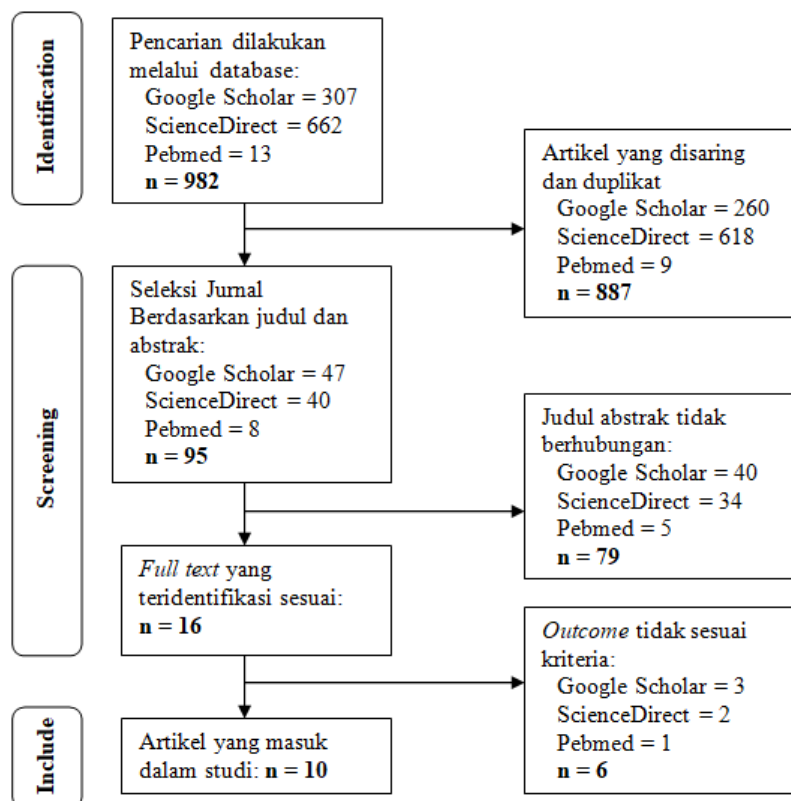 Identification
Pencarian dilakukan
melalui database:
Google Scholar = 307
ScienceDirect = 662
Pebmed = 13
n = 982
Artikel yang disaring
dan duplikat
Google Scholar = 260
ScienceDirect = 618
Pebmed = 9
n = 887
Screening
Seleksi Jurnal
Berdasarkan judul dan
abstrak:
Google Scholar = 47
ScienceDirect = 40
Pebmed = 8
n = 95
Judul abstrak tidak
berhubungan:
Google Scholar = 40
ScienceDirect = 34
Pebmed = 5
n = 79
Full text yang
teridentifikasi sesuai:
n = 16
Outcome tidak sesuai
kriteria:
Google Scholar = 3
ScienceDirect = 2
Pebmed = 1
n = 6
Include
Artikel yang masuk
dalam studi: n = 10